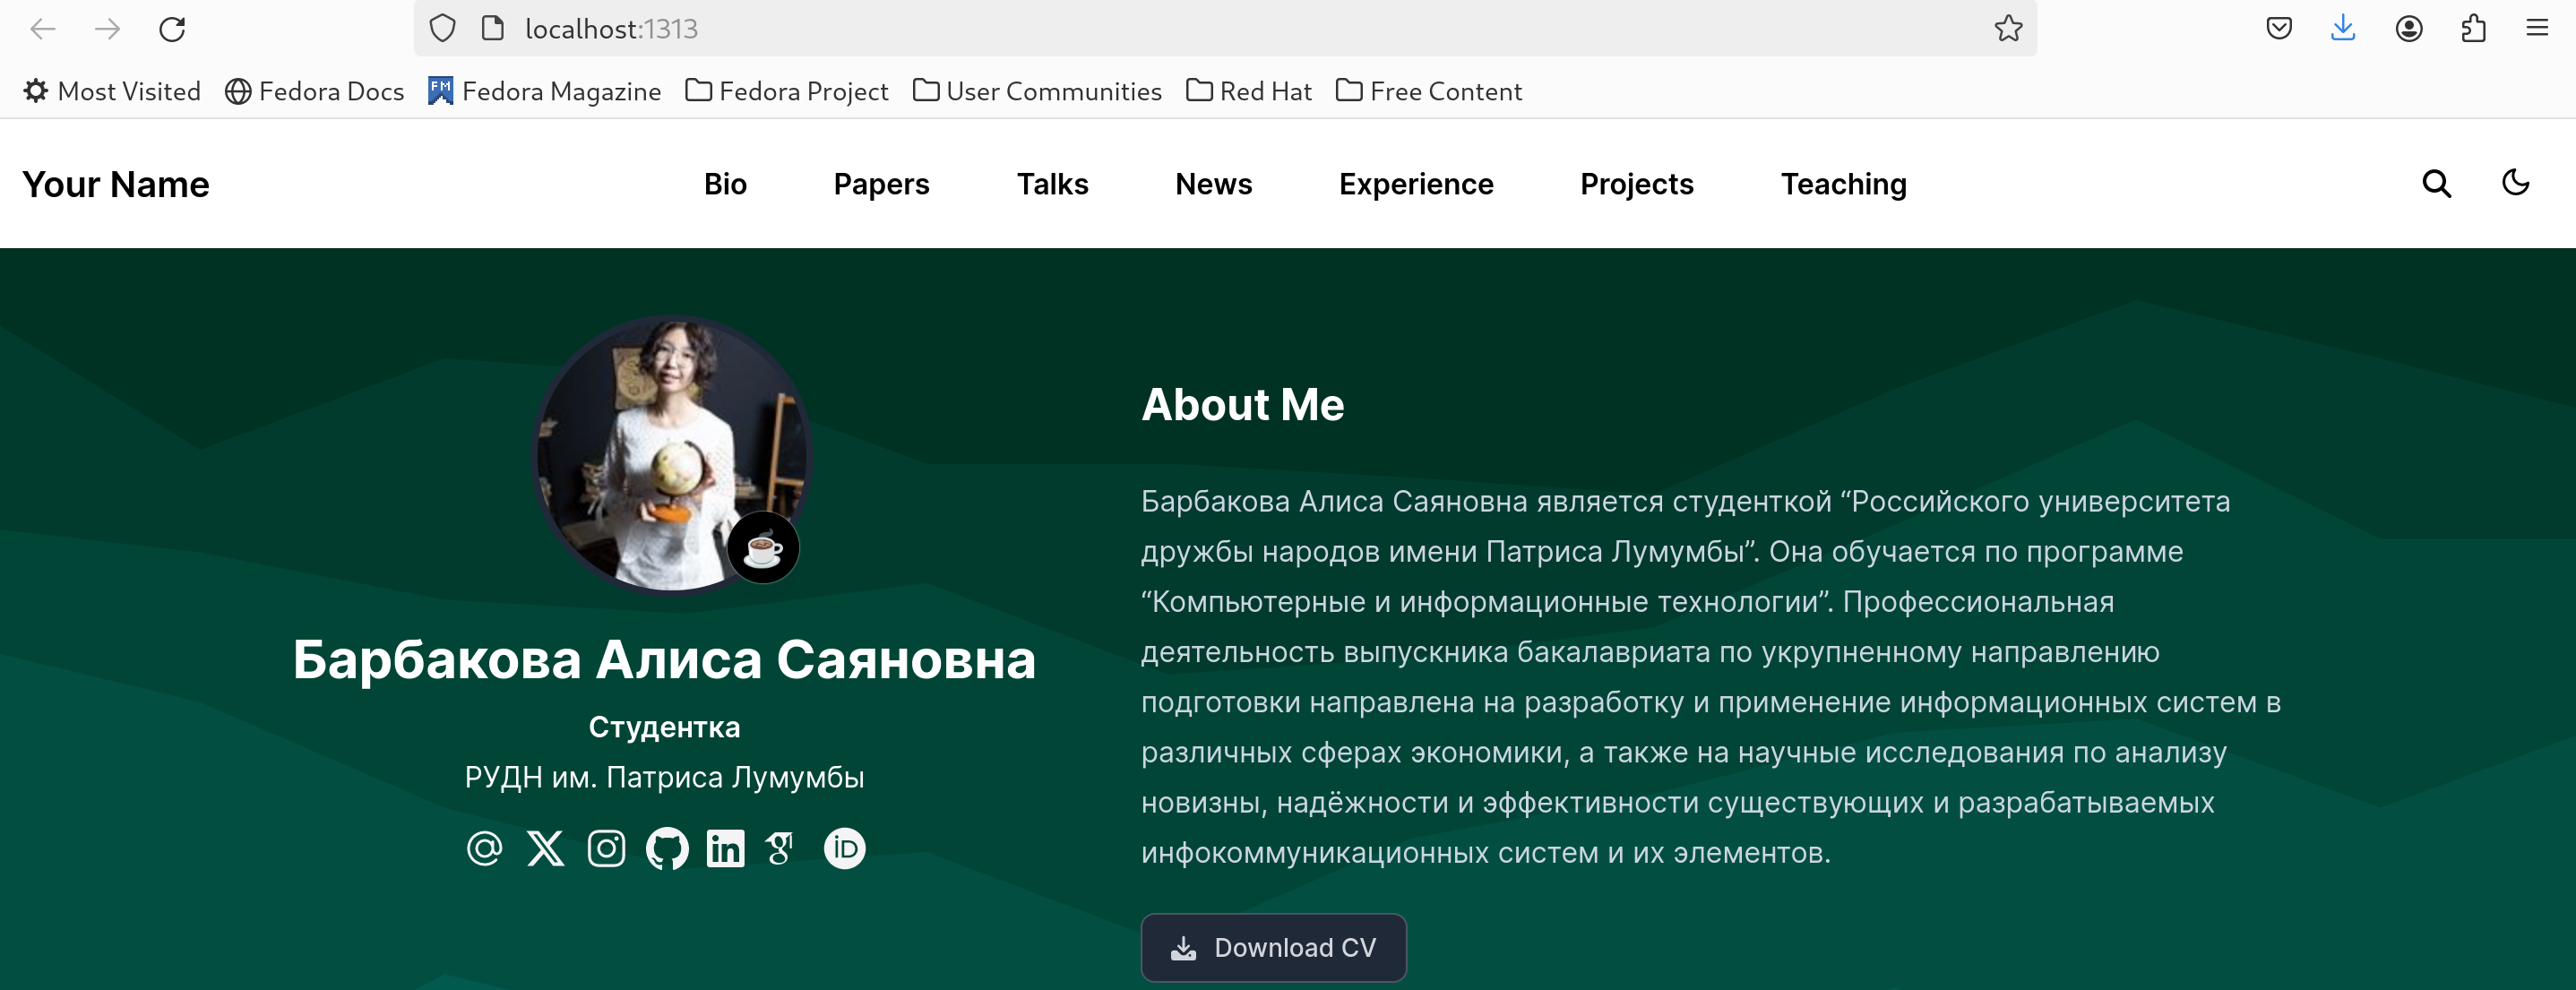 localhost:1313
Most Visited Fedora Docs FM Fedora Magazine Fedora Project User Communities Red Hat Free Content
Your Name Bio Papers Talks News Experience Projects Teaching
Барбакова Алиса Саяновна
Студентка
РУДН им. Патриса Лумумбы
in iD
About Me
Барбакова Алиса Саяновна является студенткой “Российского университета
дружбы народов имени Патриса Лумумбы”. Она обучается по программе
“Компьютерные и информационные технологии”. Профессиональная
деятельность выпускника бакалавриата по укрупненному направлению
подготовки направлена на разработку и применение информационных систем в
различных сферах экономики, а также на научные исследования по анализу
новизны, надёжности и эффективности существующих и разрабатываемых
инфокоммуникационных систем и их элементов.
Download CV